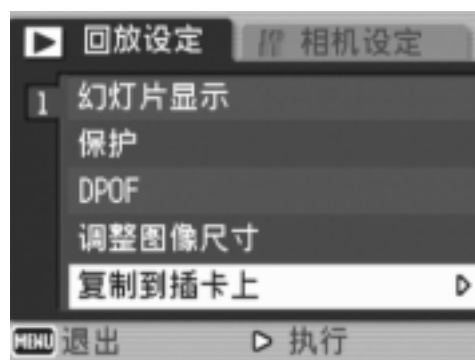 回放设定 相机设定
1 幻灯片显示
保护
DPOF
调整图像尺寸
复制到插卡上
MENU 退出 执行